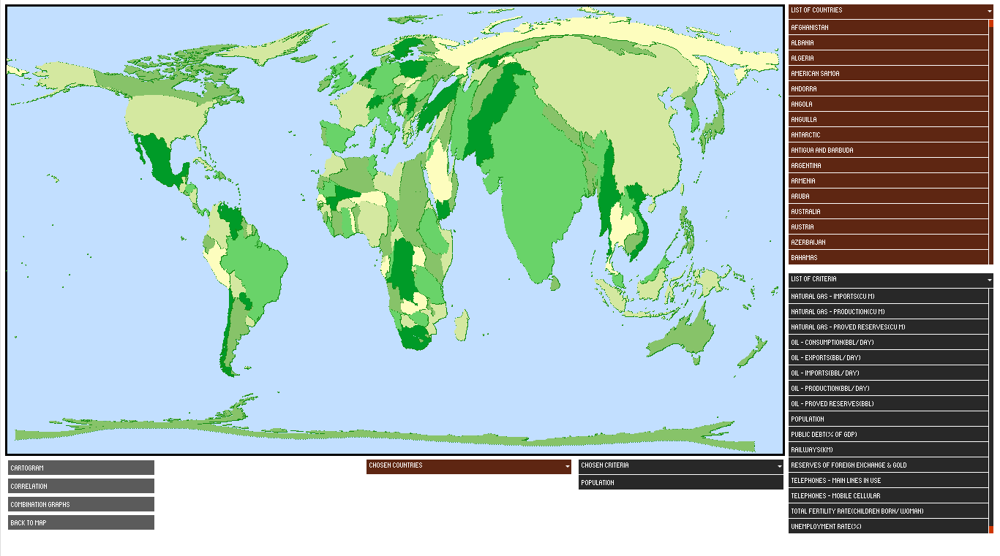 LIST OF COUNTRIES
AFGHANISTAN
ALBANIA
ALGERIA
AMERICAN SAMOA
ANDORRA
ANGOLA
ANGUILLA
ANTARCTIC
ANTIGUA AND BARBUDA
ARGENTINA
ARMENIA
ARUBA
AUSTRALIA
AUSTRIA
AZERBAIJAN
BAHAMAS
LIST OF CRITERIA
NATURAL GAS - IMPORTS(CU M)
NATURAL GAS - PRODUCTION(CU M)
NATURAL GAS - PROVED RESERVES(CU M)
OIL - CONSUMPTION(BBL/DAY)
OIL - EXPORTS(BBL/DAY)
OIL - IMPORTS(BBL/DAY)
OIL - PRODUCTION(BBL/DAY)
OIL - PROVED RESERVES(BBL)
POPULATION
PUBLIC DEBT(% OF GDP)
RAILWAYS(KM)
RESERVES OF FOREIGN EXCHANGE & GOLD
TELEPHONES - MAIN LINES IN USE
TELEPHONES - MOBILE CELLULAR
TOTAL FERTILITY RATE(CHILDREN BORN/WOMAN)
UNEMPLOYMENT RATE(%)
CARTOGRAM
CORRELATION
COMBINATION GRAPHS
BACK TO MAP
CHOSEN COUNTRIES
CHOSEN CRITERIA
POPULATION